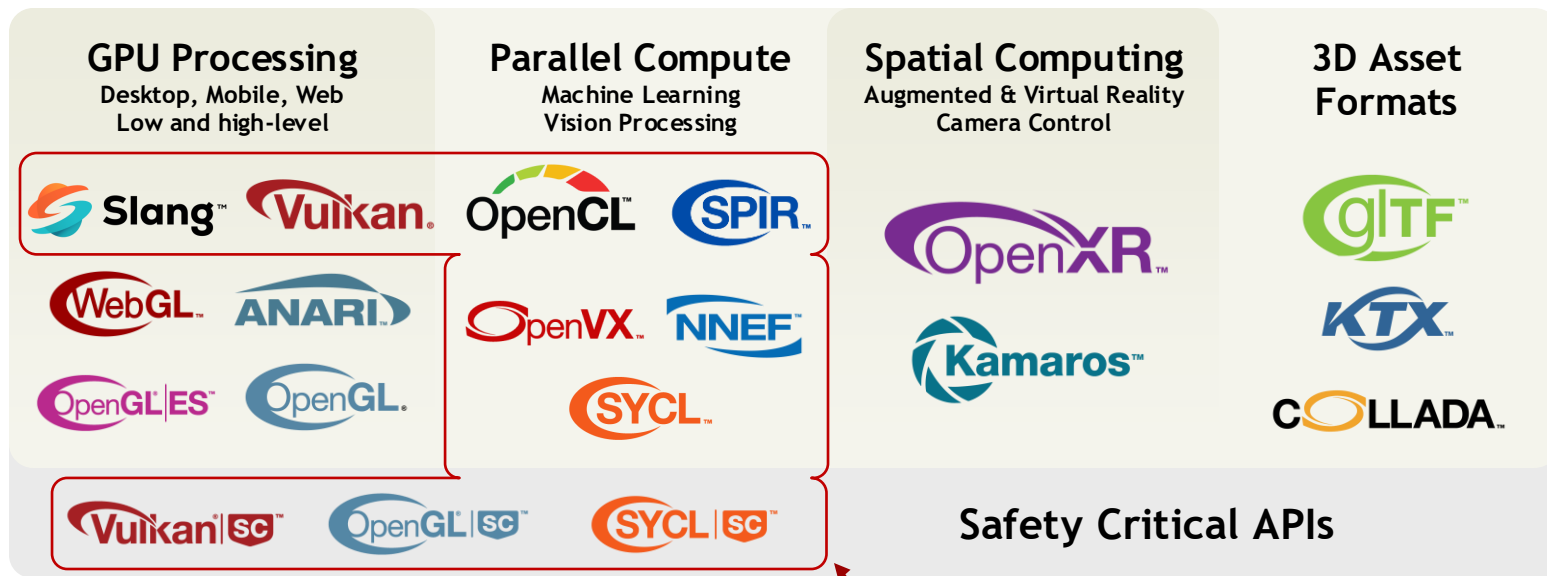 GPU Processing
Desktop, Mobile, Web
Low and high-level
Parallel Compute
Machine Learning
Vision Processing
Spatial Computing
Augmented & Virtual Reality
Camera Control
3D Asset
Formats
Slang™
Vulkan®
OpenCL™
SPIR™
WebGL™
ANARI™
OpenVX™
NNEF™
OpenGL|ES™
OpenGL®
SYCL™
OpenXR™
Kamaros™
glTF™
KTX™
COLLADA™
Vulkan®|SC™
OpenGL®|SC™
SYCL|SC™
Safety Critical APIs